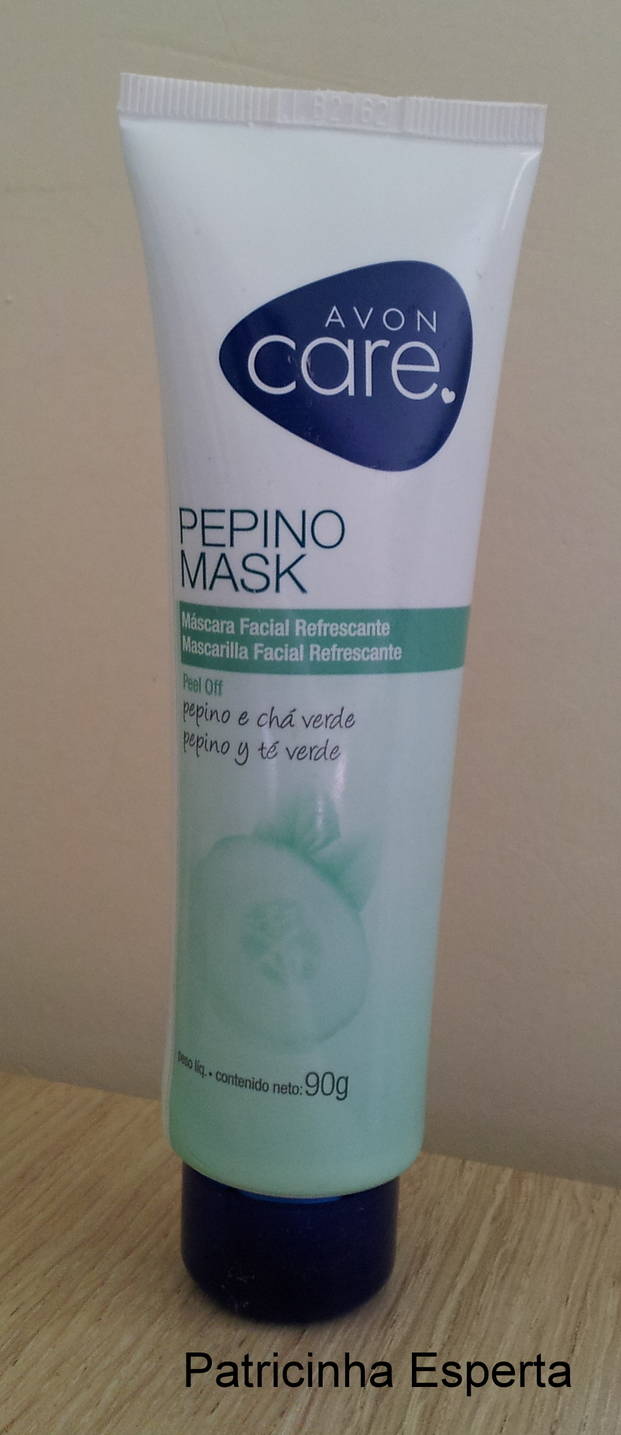 AVON
care
PEPINO
MASK
Máscara Facial Refrescante
Mascarilla Facial Refrescante
Peel Off
pepino e chá verde
pepino y té verde
peso líq. • contenido neto: 90g
Patricinha Esperta